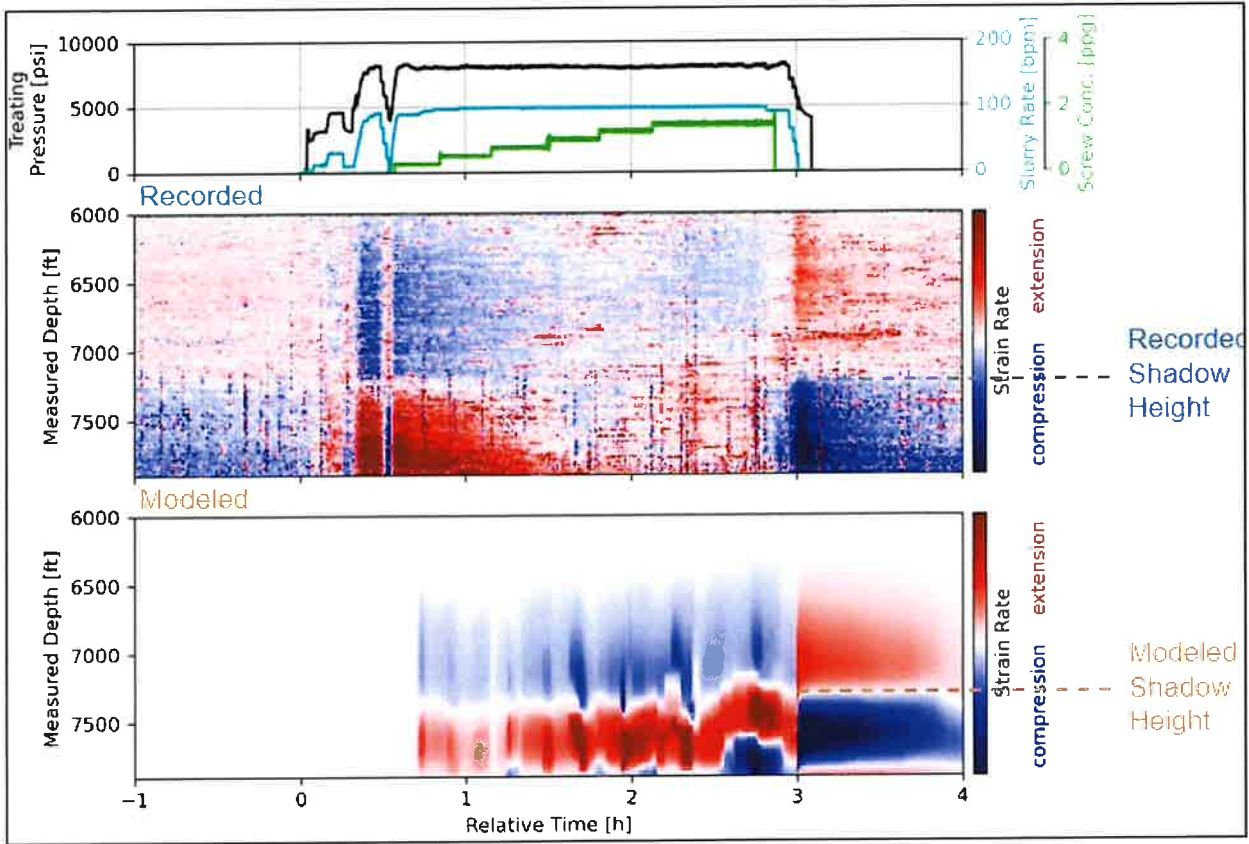 Treating
Pressure [psi]
10000
5000
0
200
100
0
Slurry Rate [bpm]
4
2
0
Screw Conc. [ppg]
Recorded
Measured Depth [ft]
6000
6500
7000
7500
Strain Rate
compression extension
Recorded
Shadow
Height
Modeled
Measured Depth [ft]
6000
6500
7000
7500
Strain Rate
compression extension
Modeled
Shadow
Height
−1 0 1 2 3 4
Relative Time [h]